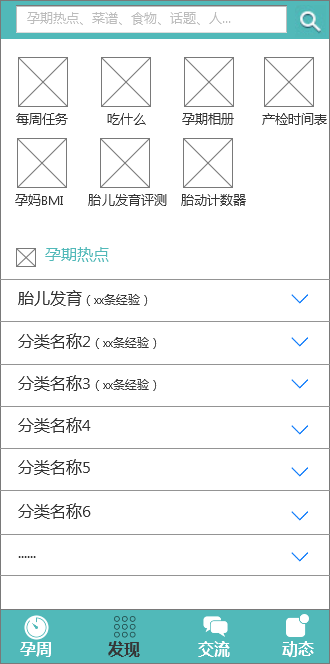 孕期热点、菜谱、食物、话题、人...
每周任务 吃什么 孕期相册 产检时间表
孕妈BMI 胎儿发育评测 胎动计数器
孕期热点
胎儿发育（xx条经验）
分类名称2（xx条经验）
分类名称3（xx条经验）
分类名称4
分类名称5
分类名称6
......
孕周 发现 交流 动态